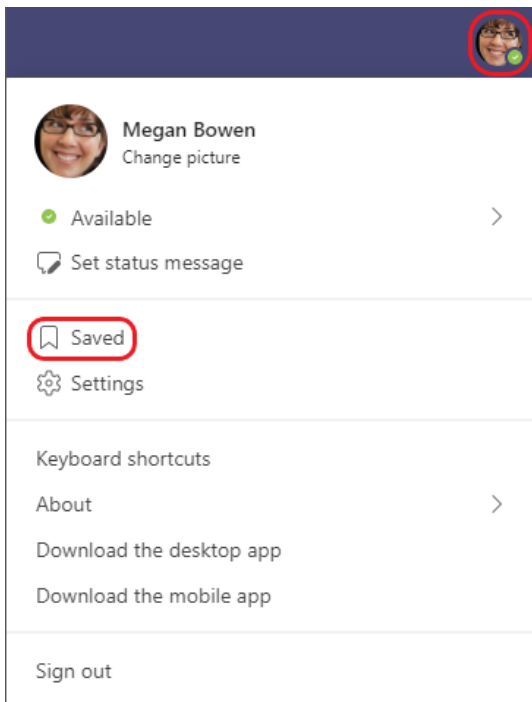 Megan Bowen
Change picture
Available
Set status message
Saved
Settings
Keyboard shortcuts
About
Download the desktop app
Download the mobile app
Sign out